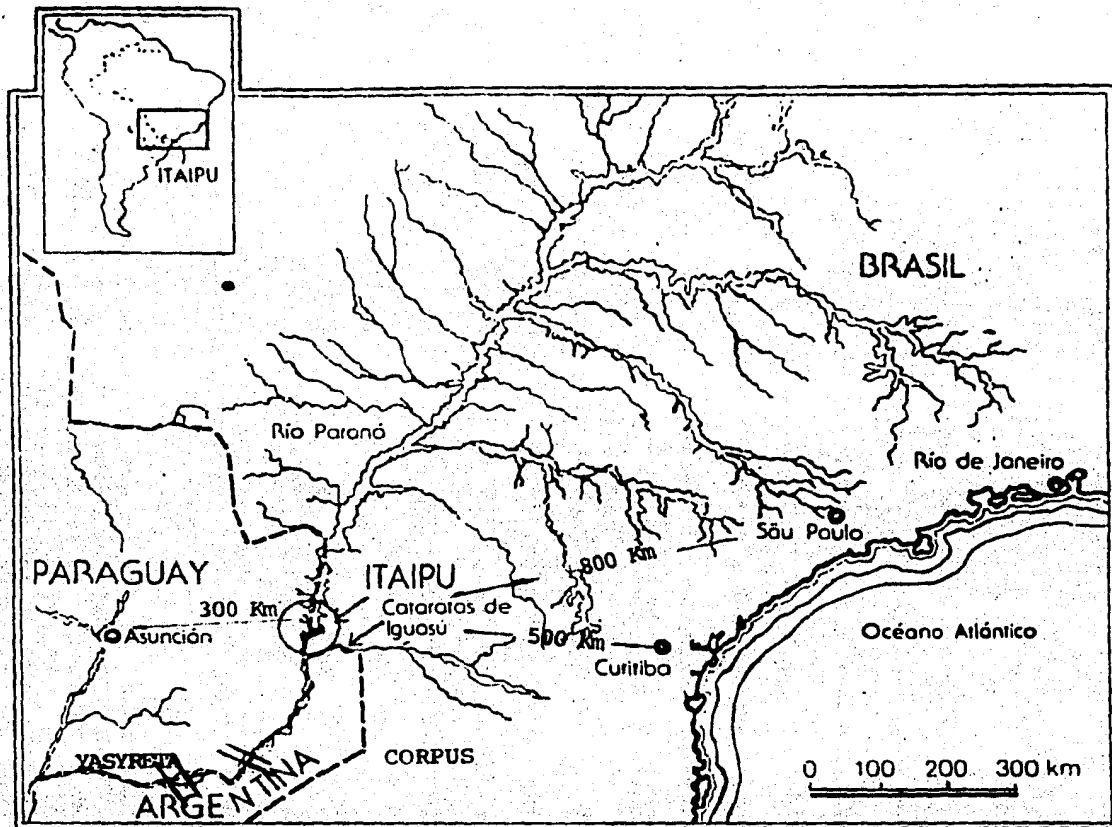 ITAIPU
BRASIL
Río Paraná
Río de Janeiro
São Paulo
800 Km
PARAGUAY
ITAIPU
300 Km
Cataratas de
Iguasú
Asunción
500 Km
Curitiba
Océano Atlántico
YASYRETA
CORPUS
ARGENTINA
0 100 200 300 km